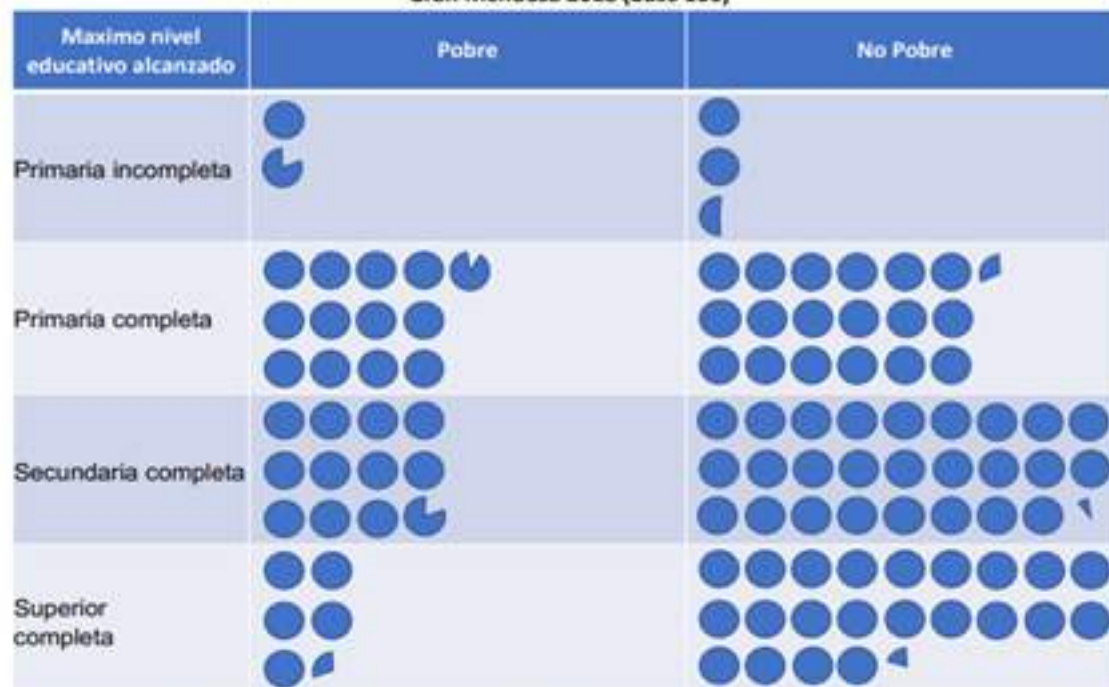 Maximo nivel
educativo alcanzado
Pobre
No Pobre
Primaria incompleta
Primaria completa
Secundaria completa
Superior
completa